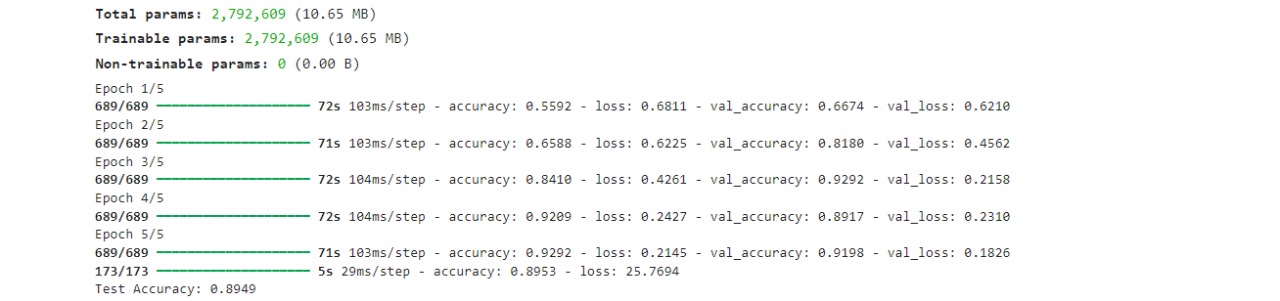 Total params: 2,792,609 (10.65 MB)
Trainable params: 2,792,609 (10.65 MB)
Non-trainable params: 0 (0.00 B)
Epoch 1/5
689/689 ━━━━━━━━━━━━━━━━━━━━ 72s 103ms/step - accuracy: 0.5592 - loss: 0.6811 - val_accuracy: 0.6674 - val_loss: 0.6210
Epoch 2/5
689/689 ━━━━━━━━━━━━━━━━━━━━ 71s 103ms/step - accuracy: 0.6588 - loss: 0.6225 - val_accuracy: 0.8180 - val_loss: 0.4562
Epoch 3/5
689/689 ━━━━━━━━━━━━━━━━━━━━ 72s 104ms/step - accuracy: 0.8410 - loss: 0.4261 - val_accuracy: 0.9292 - val_loss: 0.2158
Epoch 4/5
689/689 ━━━━━━━━━━━━━━━━━━━━ 72s 104ms/step - accuracy: 0.9209 - loss: 0.2427 - val_accuracy: 0.8917 - val_loss: 0.2310
Epoch 5/5
689/689 ━━━━━━━━━━━━━━━━━━━━ 71s 103ms/step - accuracy: 0.9292 - loss: 0.2145 - val_accuracy: 0.9198 - val_loss: 0.1826
173/173 ━━━━━━━━━━━━━━━━━━━━ 5s 29ms/step - accuracy: 0.8953 - loss: 25.7694
Test Accuracy: 0.8949